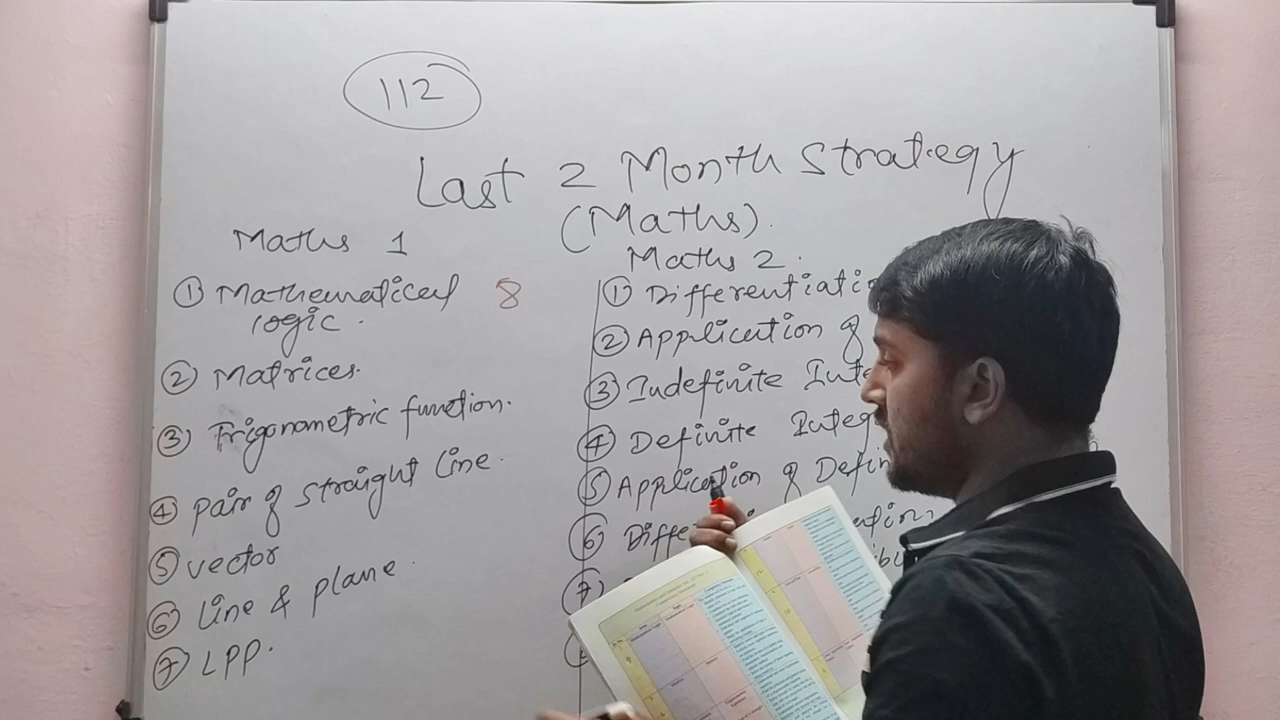 112
Last 2 Month Strategy
(Maths).
Maths 1
① Mathematical 8
logic.
② Matrices.
③ Trigonometric function.
④ pair of straight line.
⑤ vector
⑥ line & plane.
⑦ LPP.
Maths 2.
① Differentiatio
② Application of
③ Indefinite Inte
④ Definite Integ
⑤ Application of Defin
⑥ Diffe
⑦